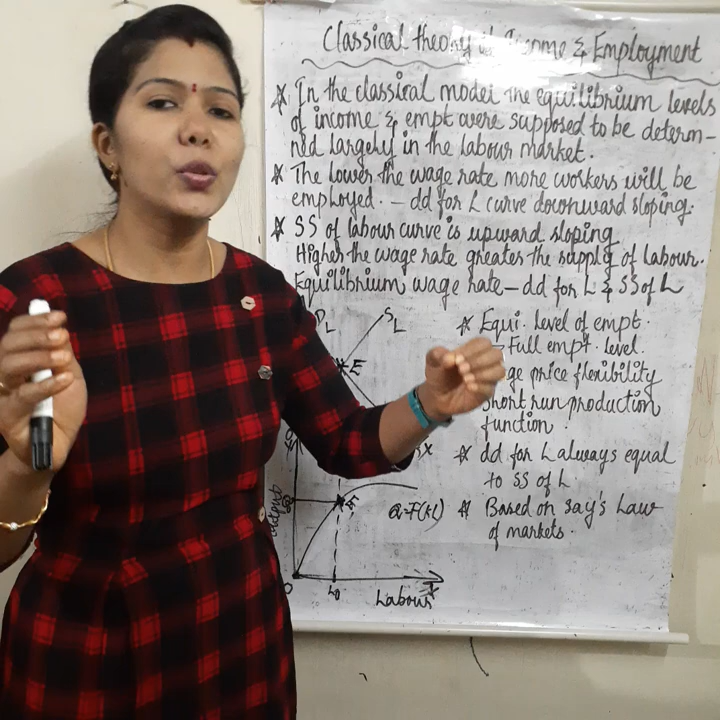 Classical theory of Income & Employment
In the classical model the equilibrium levels
of income & empt were supposed to be determ-
ned largely in the labour market.
The lower the wage rate more workers will be
employed. - dd for L curve downward sloping.
SS of labour curve is upward sloping
Higher the wage rate greater the supply of labour.
Equilibrium wage rate - dd for L & SS of L
DL
SL
E
Equi. level of empt.
- Full empt. level.
price flexibility
Short run production
function.
dd for L always equal
to SS of L
Based on Say's Law
of markets.
X
Output
E
Q=F(KL)
O
L0
Labour
X